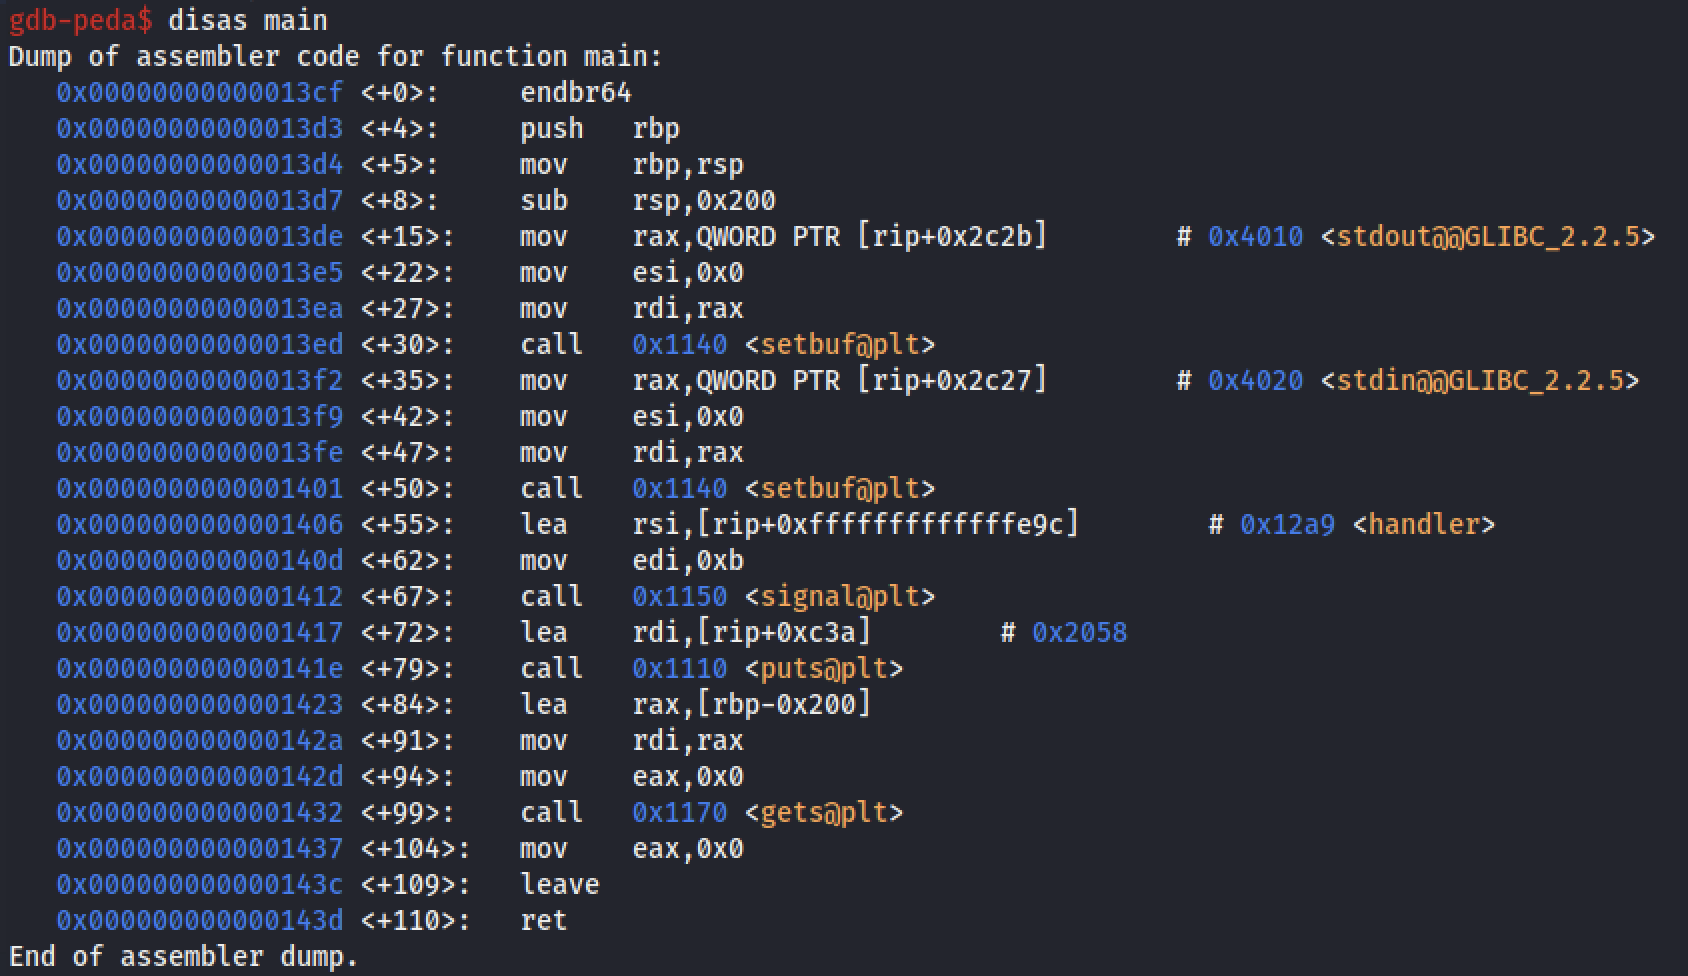 gdb-peda$ disas main
Dump of assembler code for function main:
   0x00000000000013cf <+0>:     endbr64
   0x00000000000013d3 <+4>:     push   rbp
   0x00000000000013d4 <+5>:     mov    rbp,rsp
   0x00000000000013d7 <+8>:     sub    rsp,0x200
   0x00000000000013de <+15>:    mov    rax,QWORD PTR [rip+0x2c2b]        # 0x4010 <stdout@@GLIBC_2.2.5>
   0x00000000000013e5 <+22>:    mov    esi,0x0
   0x00000000000013ea <+27>:    mov    rdi,rax
   0x00000000000013ed <+30>:    call   0x1140 <setbuf@plt>
   0x00000000000013f2 <+35>:    mov    rax,QWORD PTR [rip+0x2c27]        # 0x4020 <stdin@@GLIBC_2.2.5>
   0x00000000000013f9 <+42>:    mov    esi,0x0
   0x00000000000013fe <+47>:    mov    rdi,rax
   0x0000000000001401 <+50>:    call   0x1140 <setbuf@plt>
   0x0000000000001406 <+55>:    lea    rsi,[rip+0xfffffffffffffe9c]        # 0x12a9 <handler>
   0x000000000000140d <+62>:    mov    edi,0xb
   0x0000000000001412 <+67>:    call   0x1150 <signal@plt>
   0x0000000000001417 <+72>:    lea    rdi,[rip+0xc3a]        # 0x2058
   0x000000000000141e <+79>:    call   0x1110 <puts@plt>
   0x0000000000001423 <+84>:    lea    rax,[rbp-0x200]
   0x000000000000142a <+91>:    mov    rdi,rax
   0x000000000000142d <+94>:    mov    eax,0x0
   0x0000000000001432 <+99>:    call   0x1170 <gets@plt>
   0x0000000000001437 <+104>:   mov    eax,0x0
   0x000000000000143c <+109>:   leave
   0x000000000000143d <+110>:   ret
End of assembler dump.